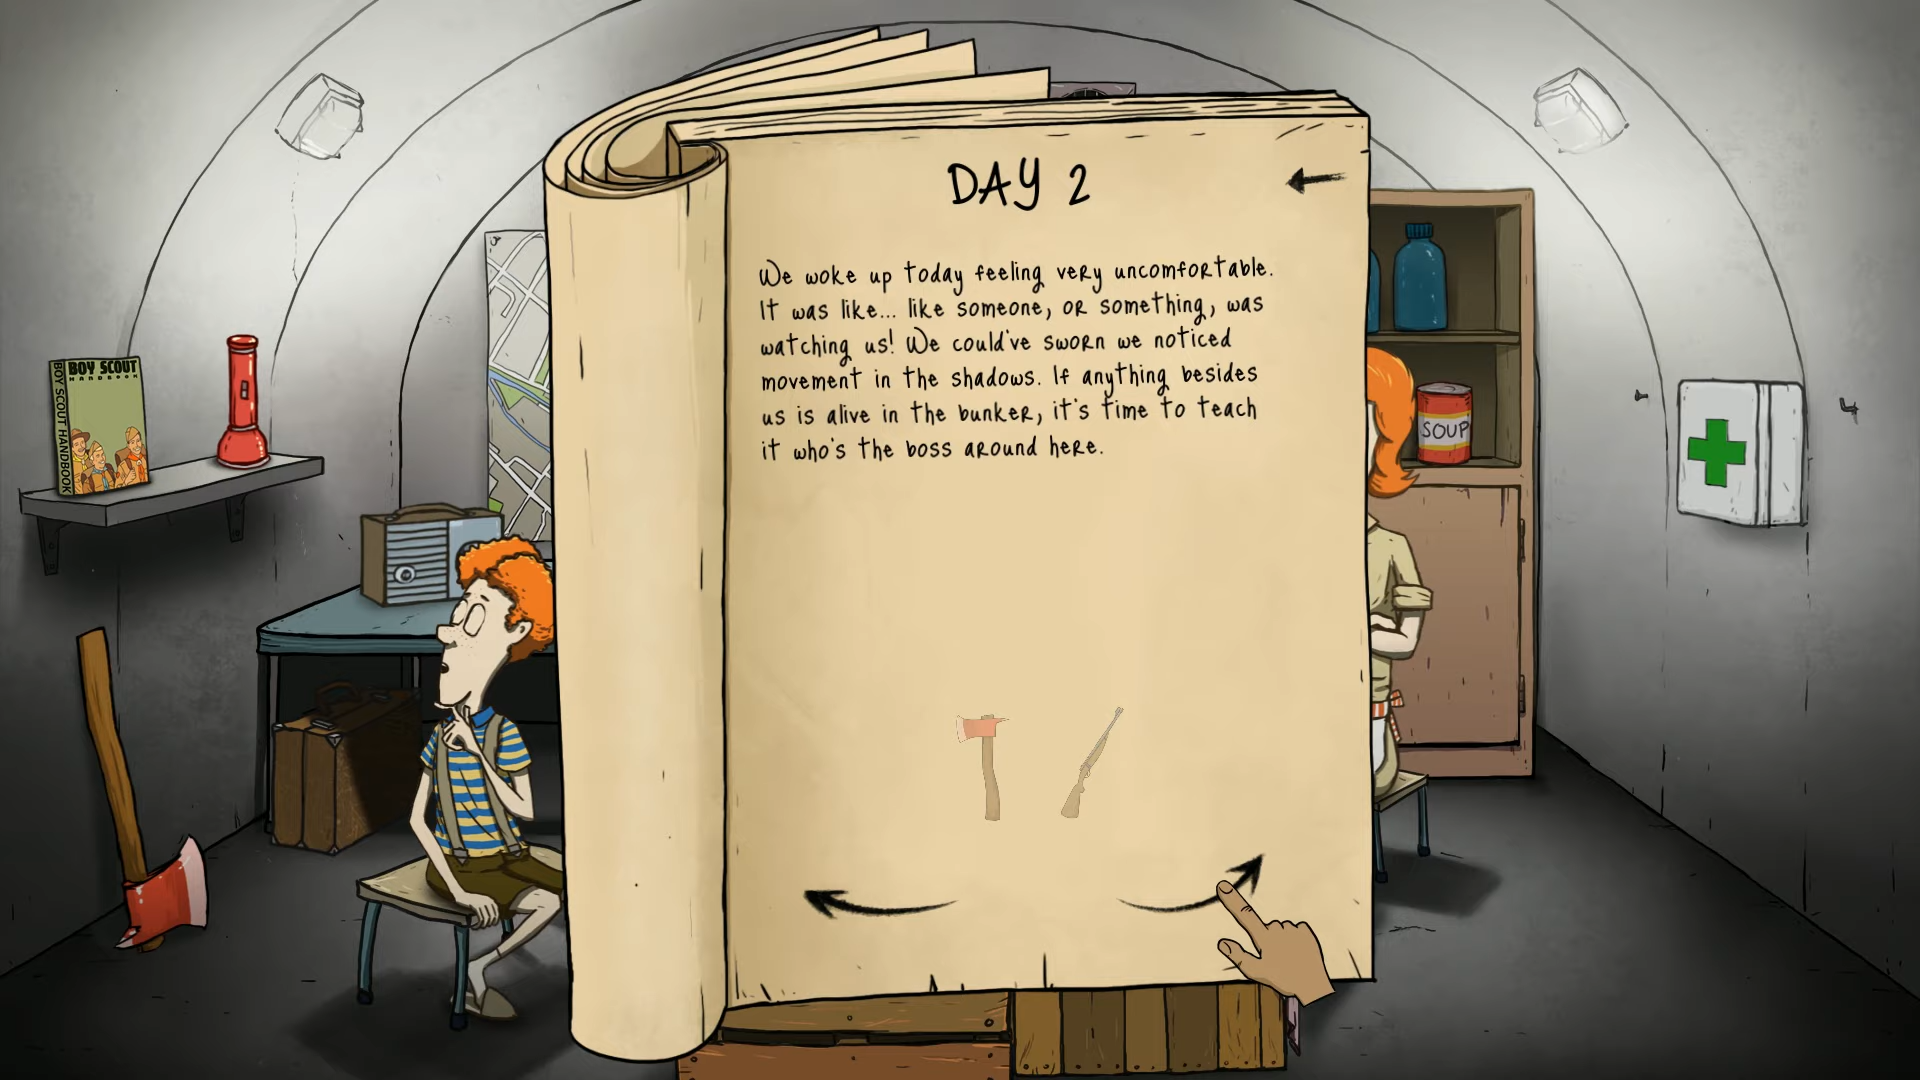 DAY 2
We woke up today feeling very uncomfortable.
It was like... like someone, or something, was
watching us! We could've sworn we noticed
movement in the shadows. If anything besides
us is alive in the bunker, it's time to teach
it who's the boss around here.
BOY SCOUT
HANDBOOK
BOY SCOUT HANDBOOK
SOUP